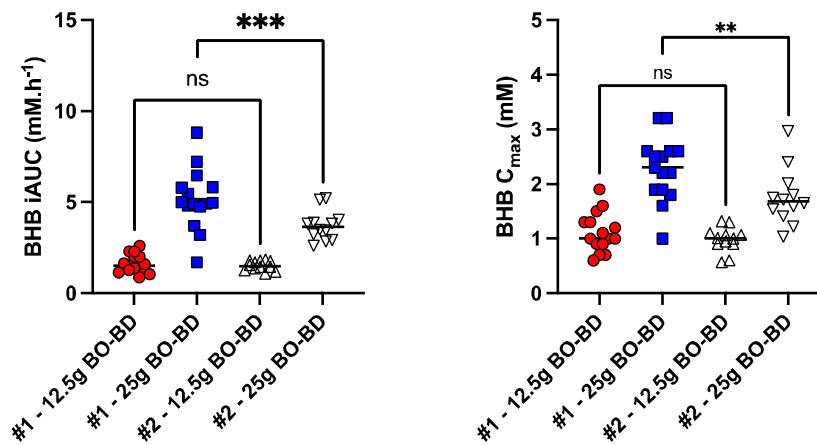 BHB iAUC (mM.h-1)
15
10
5
0
***
ns
#1 - 12.5g BO-BD
#1 - 25g BO-BD
#2 - 12.5g BO-BD
#2 - 25g BO-BD
BHB Cmax (mM)
5
4
3
2
1
0
**
ns
#1 - 12.5g BO-BD
#1 - 25g BO-BD
#2 - 12.5g BO-BD
#2 - 25g BO-BD